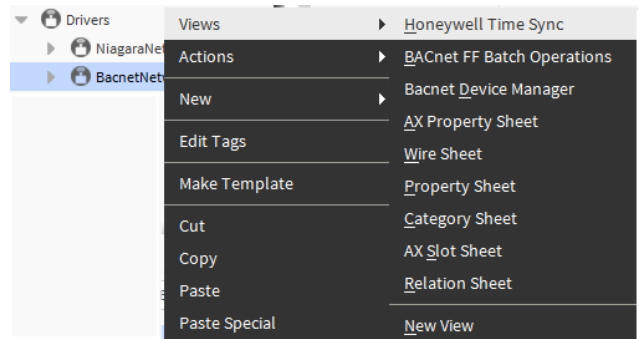 Drivers
NiagaraNet
BacnetNetw
Views
Actions
New
Edit Tags
Make Template
Cut
Copy
Paste
Paste Special
Honeywell Time Sync
BACnet FF Batch Operations
Bacnet Device Manager
AX Property Sheet
Wire Sheet
Property Sheet
Category Sheet
AX Slot Sheet
Relation Sheet
New View